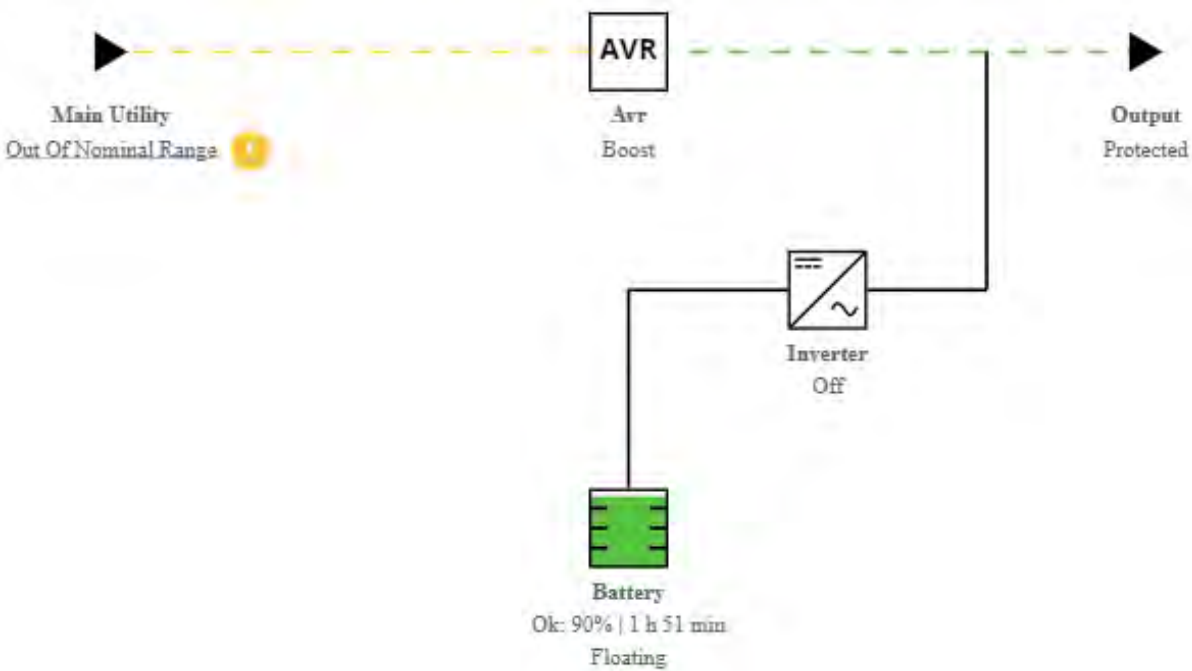 AVR
Main Utility
Out Of Nominal Range
Avr
Boost
Output
Protected
Inverter
Off
Battery
Ok: 90% | 1 h 51 min
Floating